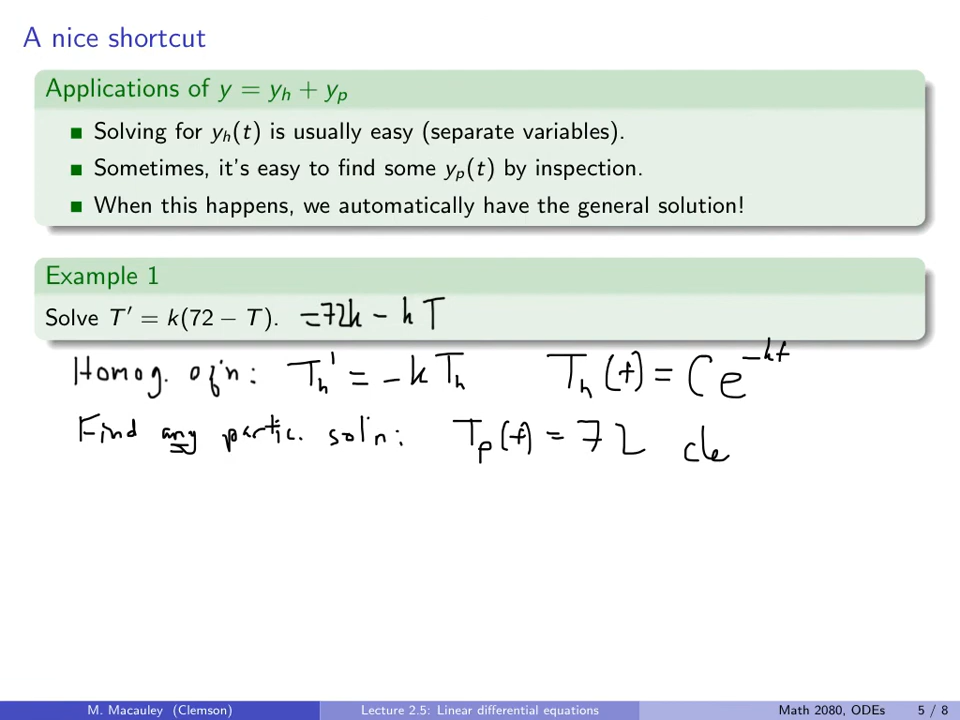 A nice shortcut
Applications of y = y_h + y_p
Solving for y_h(t) is usually easy (separate variables).
Sometimes, it's easy to find some y_p(t) by inspection.
When this happens, we automatically have the general solution!
Example 1
Solve T′ = k(72 − T). = 72k − kT
Homog. eq'n: T_h' = −k T_h T_h(t) = Ce^{−kt}
Find any partic. sol'n: T_p(t) = 72 cle
M. Macauley (Clemson) Lecture 2.5: Linear differential equations Math 2080, ODEs 5 / 8